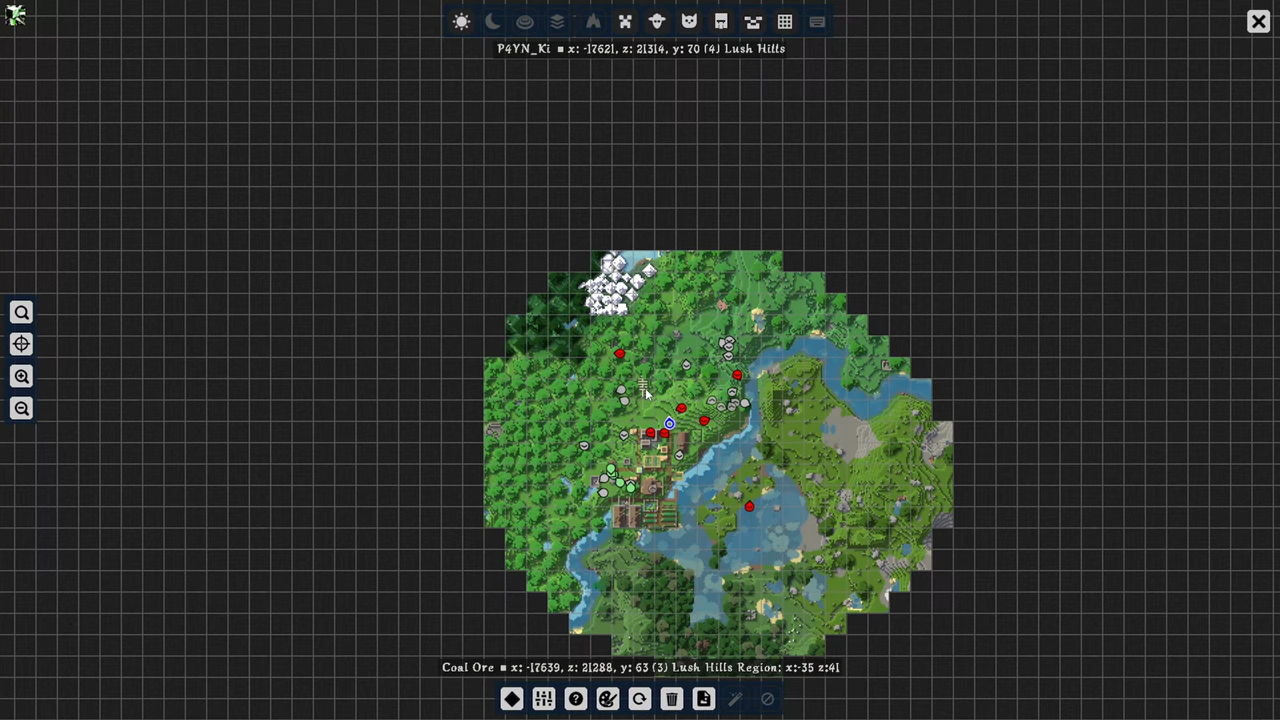 P4YN_Ki ■ x: -17621, z: 21314, y: 70 (4) Lush Hills
Coal Ore ■ x: -17639, z: 21288, y: 63 (3) Lush Hills Region: x:-35 z:41